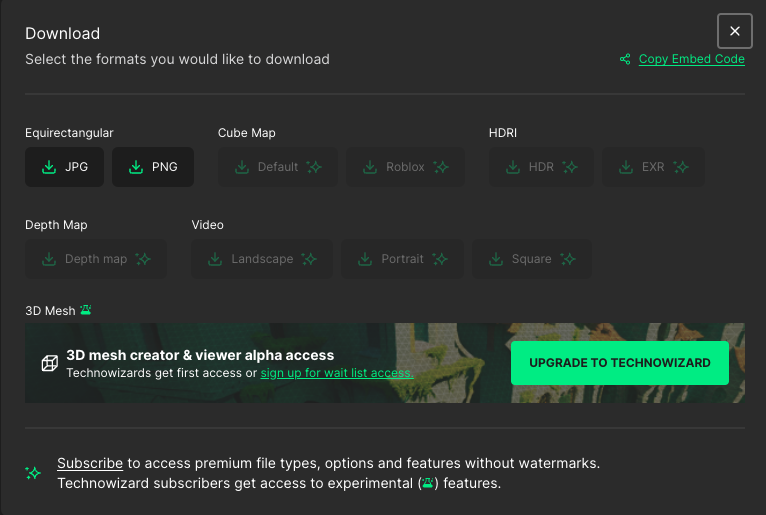 Download
Select the formats you would like to download
Copy Embed Code
Equirectangular
JPG
PNG
Cube Map
Default
Roblox
HDRI
HDR
EXR
Depth Map
Depth map
Video
Landscape
Portrait
Square
3D Mesh
3D mesh creator & viewer alpha access
Technowizards get first access or sign up for wait list access.
UPGRADE TO TECHNOWIZARD
Subscribe to access premium file types, options and features without watermarks.
Technowizard subscribers get access to experimental () features.